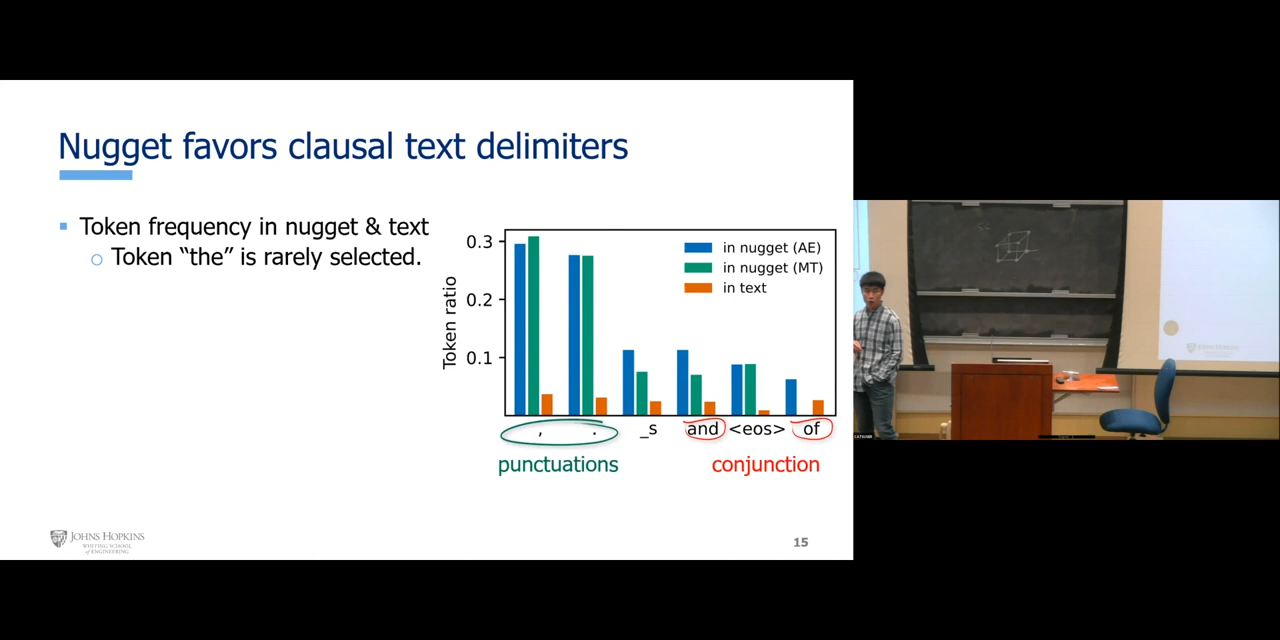 Nugget favors clausal text delimiters
Token frequency in nugget & text
Token “the” is rarely selected.
Token ratio
0.3
0.2
0.1
in nugget (AE)
in nugget (MT)
in text
, . _s and <eos> of
punctuations conjunction
JOHNS HOPKINS
WHITING SCHOOL
of ENGINEERING
15